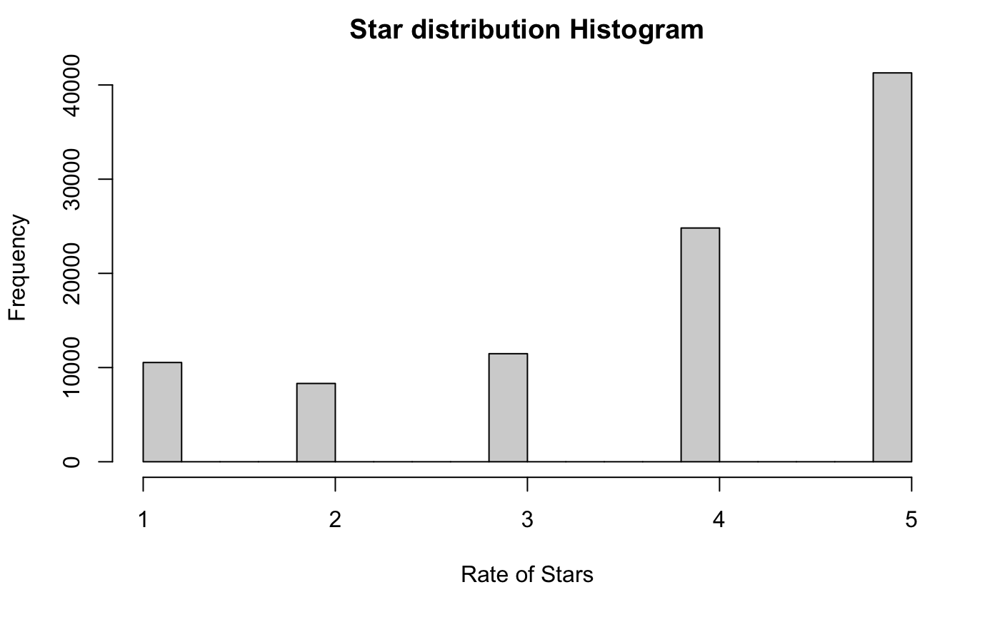 Star distribution Histogram
Frequency
40000
30000
20000
10000
0
1 2 3 4 5
Rate of Stars